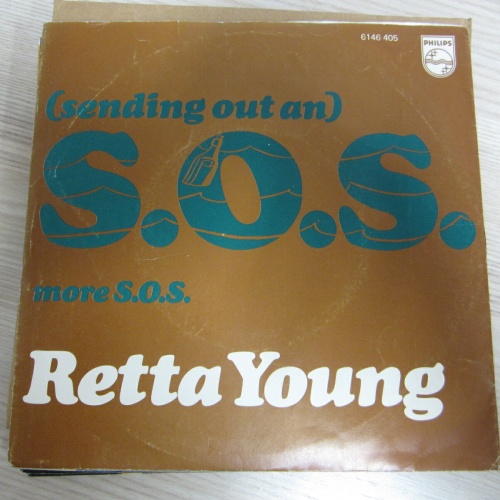 6146 405
PHILIPS
(sending out an)
S.O.S.
more S.O.S.
Retta Young